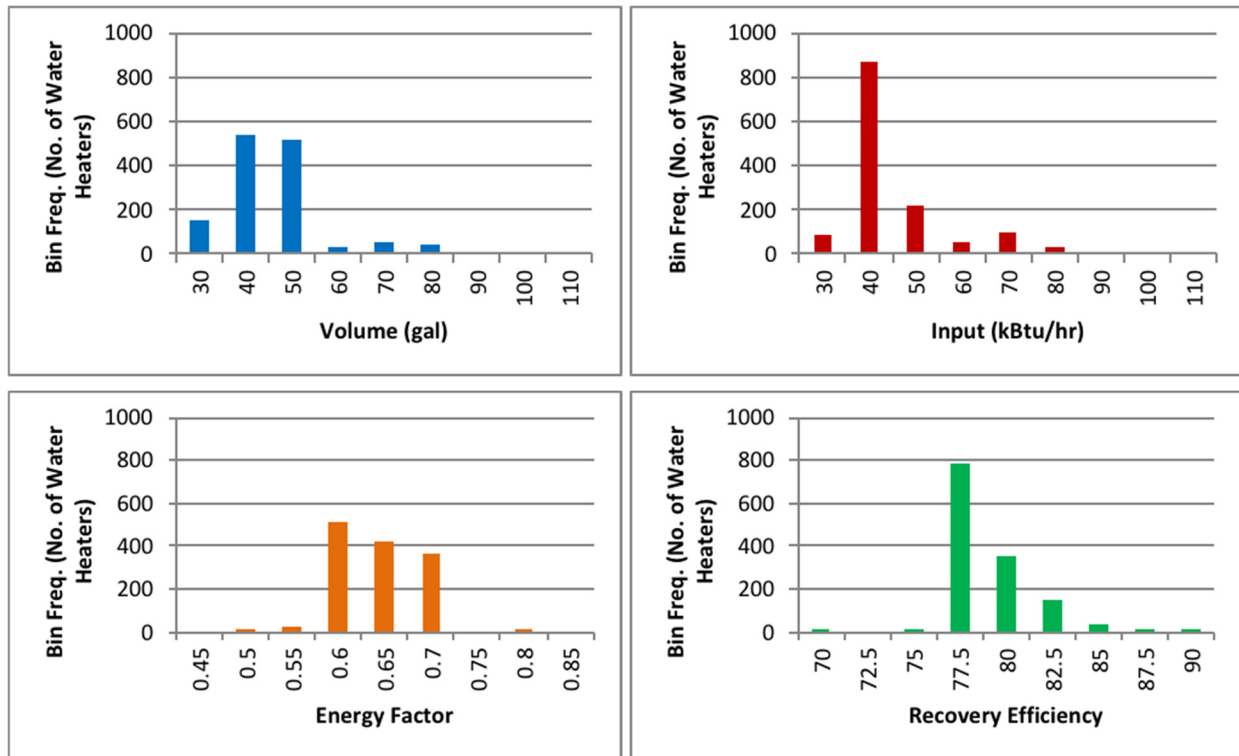 Bin Freq. (No. of Water
Heaters)
1000
800
600
400
200
0
30 40 50 60 70 80 90 100 110
Volume (gal)
Bin Freq. (No. of Water
Heaters)
1000
800
600
400
200
0
30 40 50 60 70 80 90 100 110
Input (kBtu/hr)
Bin Freq. (No. of Water
Heaters)
1000
800
600
400
200
0
0.45 0.5 0.55 0.6 0.65 0.7 0.75 0.8 0.85
Energy Factor
Bin Freq. (No. of Water
Heaters)
1000
800
600
400
200
0
70 72.5 75 77.5 80 82.5 85 87.5 90
Recovery Efficiency